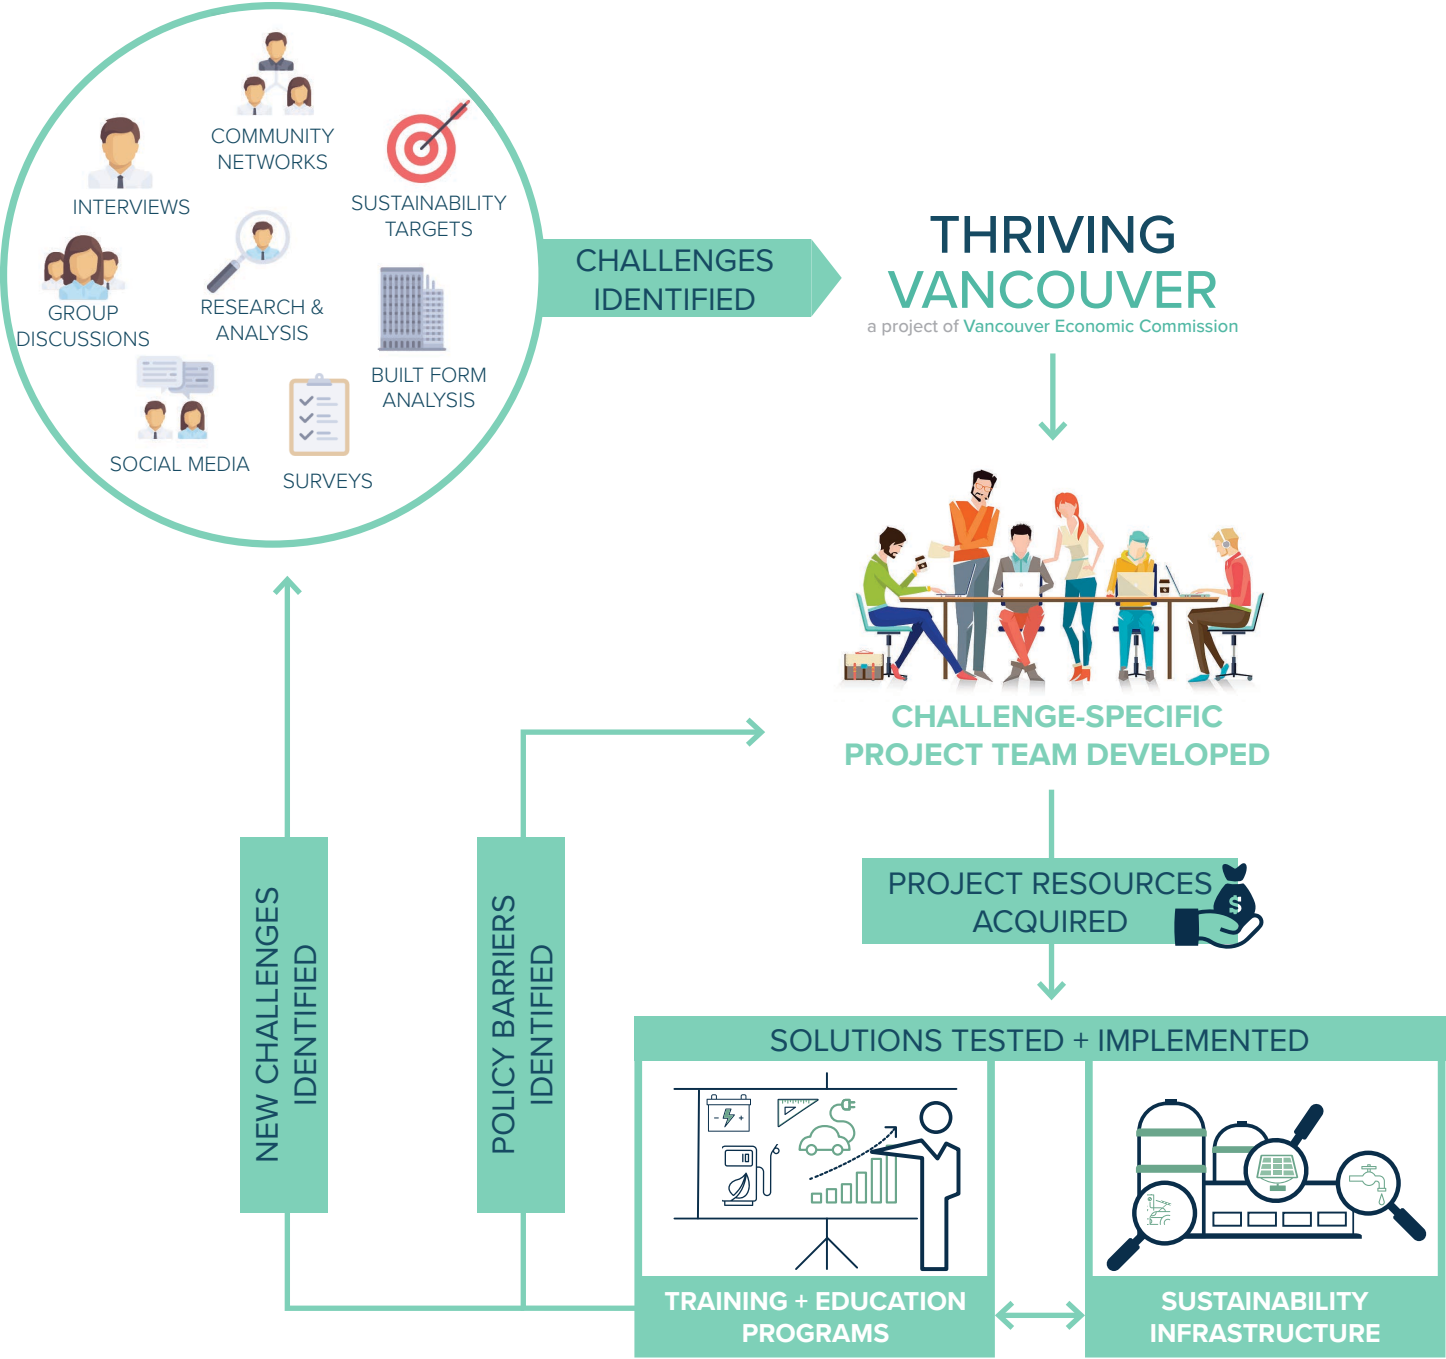 COMMUNITY
NETWORKS
INTERVIEWS
SUSTAINABILITY
TARGETS
GROUP
DISCUSSIONS
RESEARCH &
ANALYSIS
BUILT FORM
ANALYSIS
SOCIAL MEDIA
SURVEYS
CHALLENGES
IDENTIFIED
THRIVING
VANCOUVER
a project of Vancouver Economic Commission
CHALLENGE-SPECIFIC
PROJECT TEAM DEVELOPED
PROJECT RESOURCES
ACQUIRED
$
NEW CHALLENGES
IDENTIFIED
POLICY BARRIERS
IDENTIFIED
SOLUTIONS TESTED + IMPLEMENTED
- +
TRAINING + EDUCATION
PROGRAMS
SUSTAINABILITY
INFRASTRUCTURE